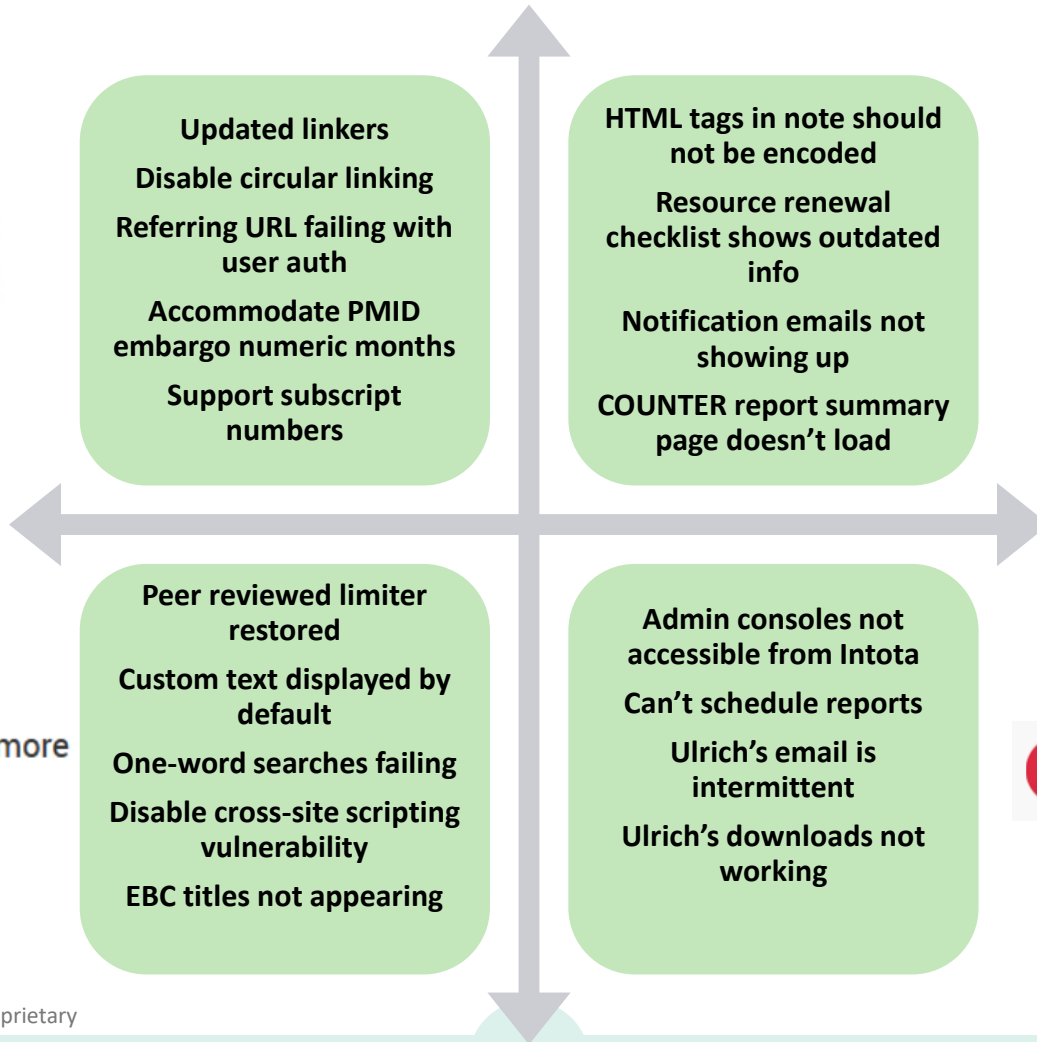 Updated linkers
Disable circular linking
Referring URL failing with
user auth
Accommodate PMID
embargo numeric months
Support subscript
numbers
HTML tags in note should
not be encoded
Resource renewal
checklist shows outdated
info
Notification emails not
showing up
COUNTER report summary
page doesn’t load
Peer reviewed limiter
restored
Custom text displayed by
default
One-word searches failing
Disable cross-site scripting
vulnerability
EBC titles not appearing
more
Admin consoles not
accessible from Intota
Can’t schedule reports
Ulrich’s email is
intermittent
Ulrich’s downloads not
working
prietary